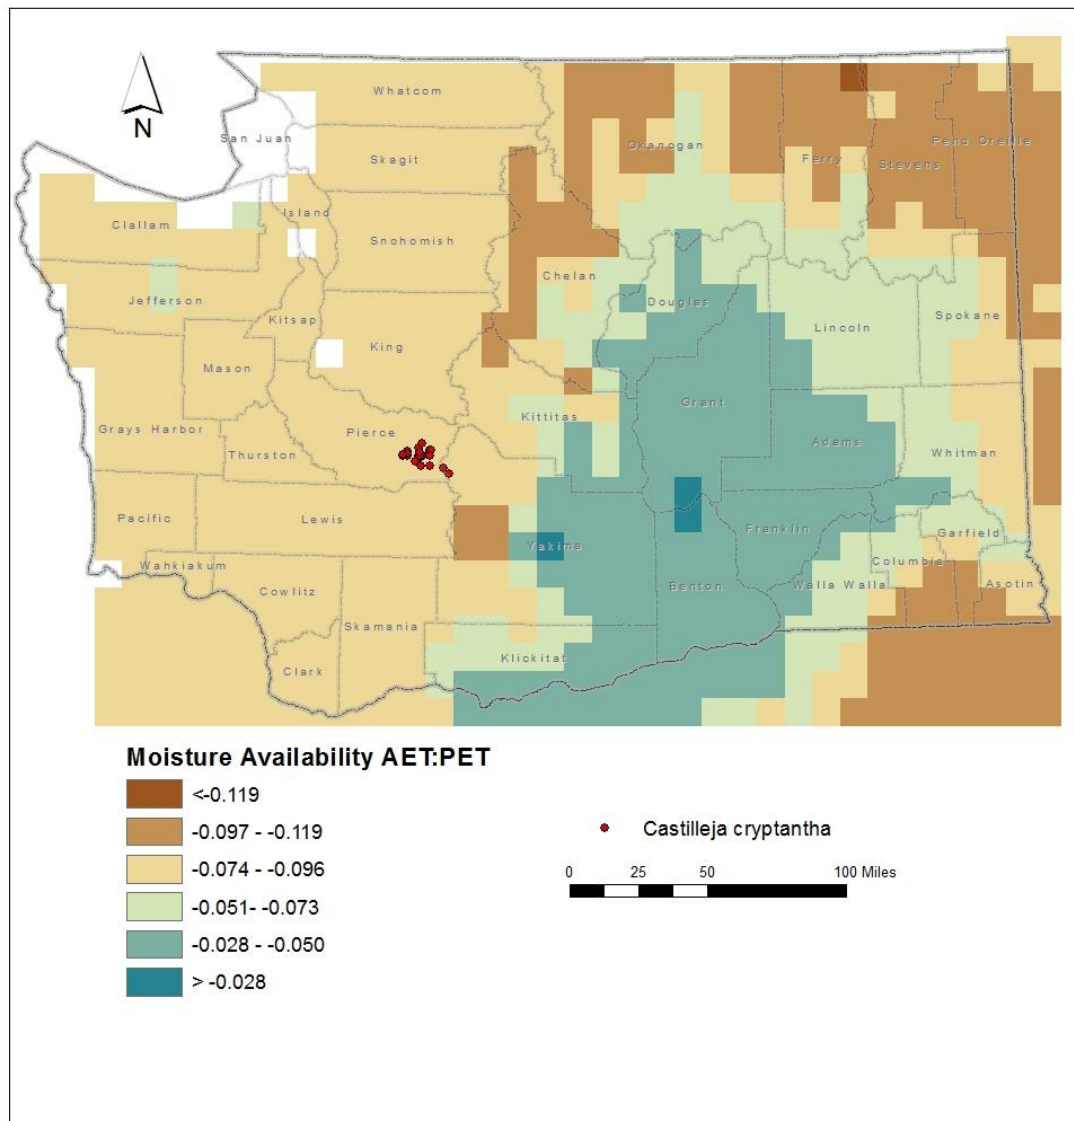 Whatcom
N
San Juan
Skagit
Okanogan
Ferry
Stevens
Pend Oreille
Island
Clallam
Snohomish
Chelan
Jefferson
Douglas
Kitsap
King
Lincoln
Spokane
Mason
Grant
Kittitas
Grays Harbor
Pierce
Adams
Thurston
Whitman
Pacific
Lewis
Yakima
Franklin
Garfield
Wahkiakum
Columbia
Cowlitz
Benton
Walla Walla
Asotin
Skamania
Klickitat
Clark
Moisture Availability AET:PET
<-0.119
-0.097 - -0.119
-0.074 - -0.096
-0.051- -0.073
-0.028 - -0.050
> -0.028
Castilleja cryptantha
0 25 50 100 Miles